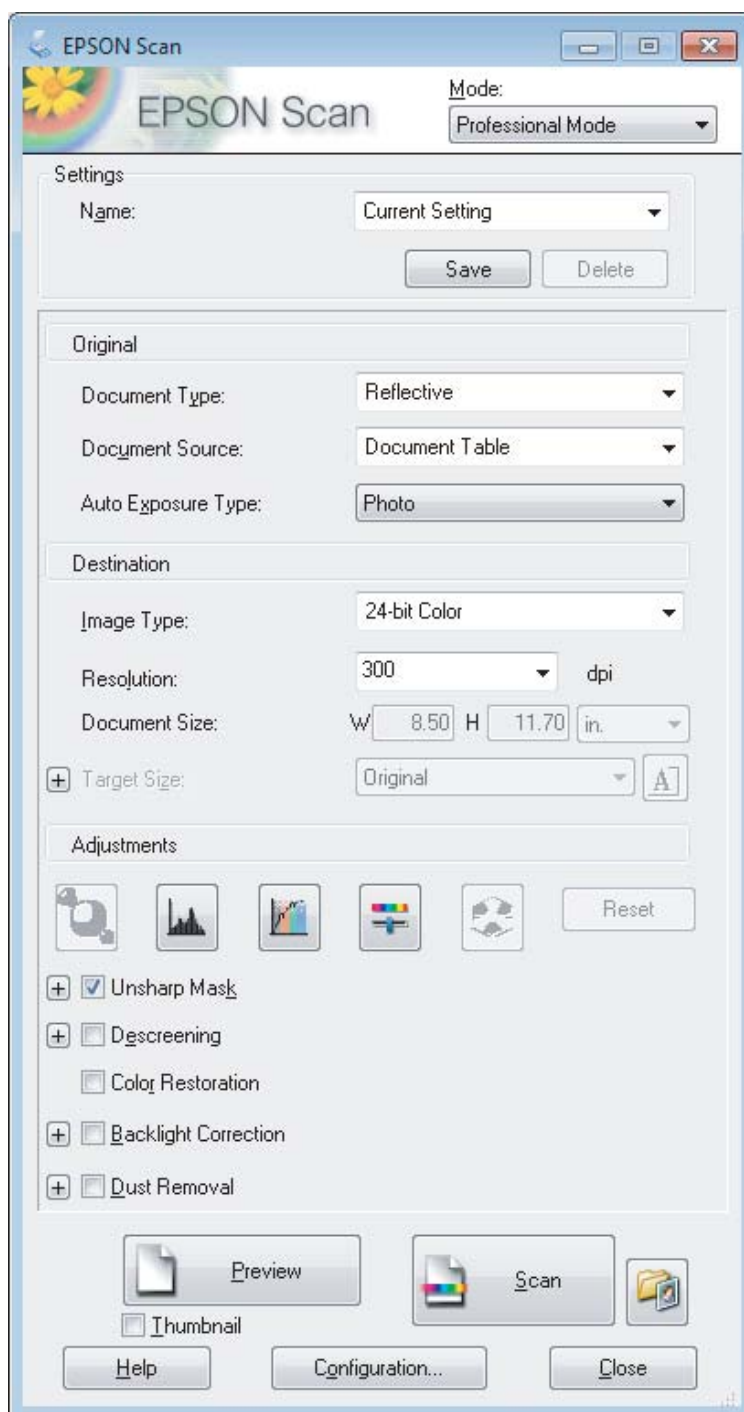 EPSON Scan
EPSON Scan
Mode:
Professional Mode
Settings
Name:
Current Setting
Save
Delete
Original
Document Type:
Reflective
Document Source:
Document Table
Auto Exposure Type:
Photo
Destination
Image Type:
24-bit Color
Resolution:
300
dpi
Document Size:
W 8.50 H 11.70 in.
Target Size:
Original
A
Adjustments
Reset
Unsharp Mask
Descreening
Color Restoration
Backlight Correction
Dust Removal
Preview
Scan
Thumbnail
Help
Configuration...
Close